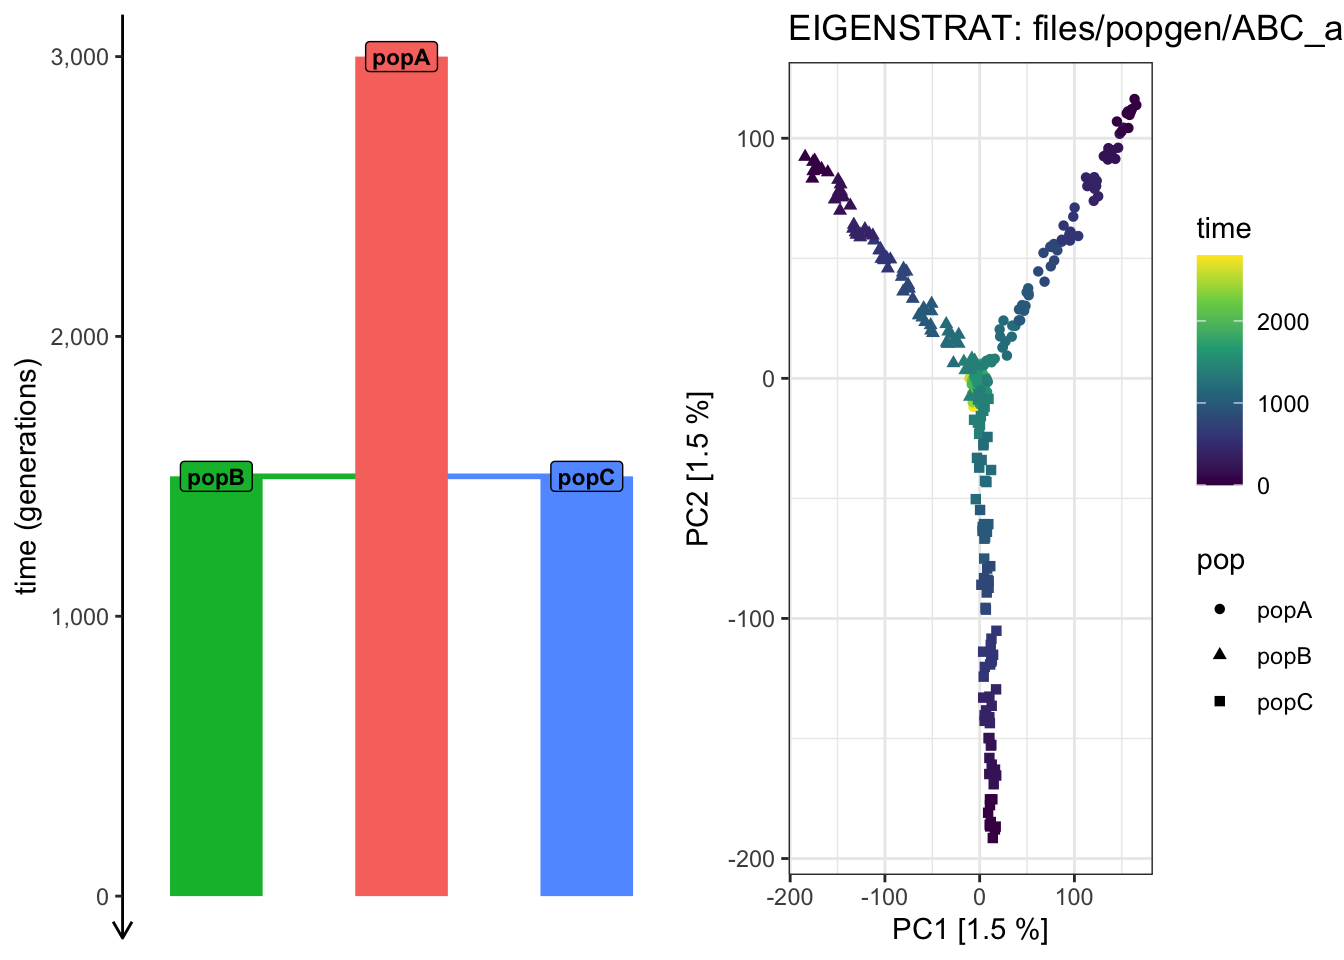 time (generations)
3,000
2,000
1,000
0
popA
popB
popC
EIGENSTRAT: files/popgen/ABC_a
PC2 [1.5 %]
100
0
-100
-200
-200
-100
0
100
PC1 [1.5 %]
time
2000
1000
0
pop
popA
popB
popC